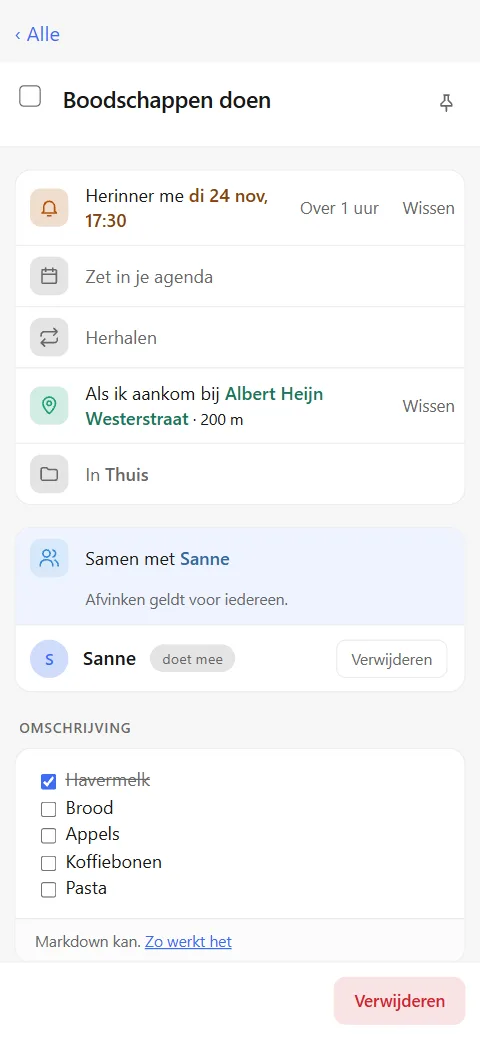 ‹ Alle
Boodschappen doen
Herinner me di 24 nov,
17:30
Over 1 uur
Wissen
Zet in je agenda
Herhalen
Als ik aankom bij Albert Heijn
Westerstraat · 200 m
Wissen
In Thuis
Samen met Sanne
Afvinken geldt voor iedereen.
S
Sanne
doet mee
Verwijderen
OMSCHRIJVING
Havermelk
Brood
Appels
Koffiebonen
Pasta
Markdown kan. Zo werkt het
Verwijderen